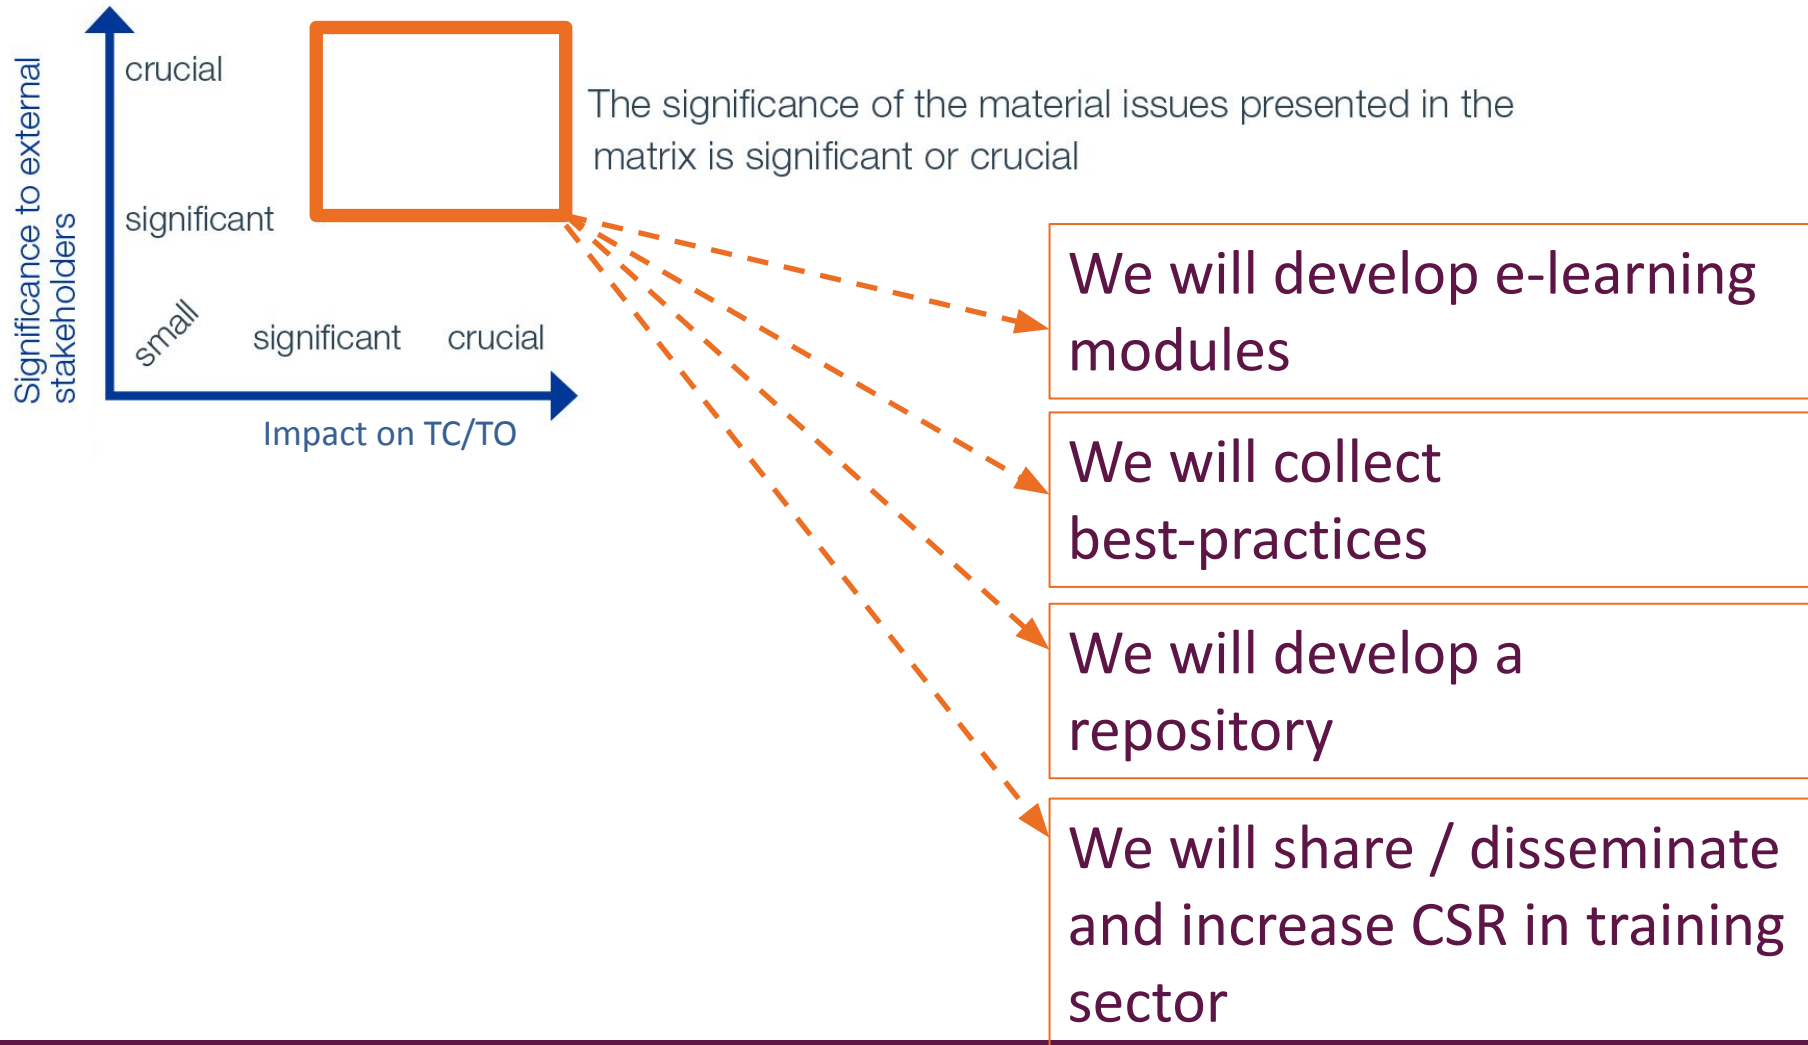 Significance to external
stakeholders
crucial
significant
small
significant
crucial
Impact on TC/TO
The significance of the material issues presented in the
matrix is significant or crucial
We will develop e-learning
modules
We will collect
best-practices
We will develop a
repository
We will share / disseminate
and increase CSR in training
sector